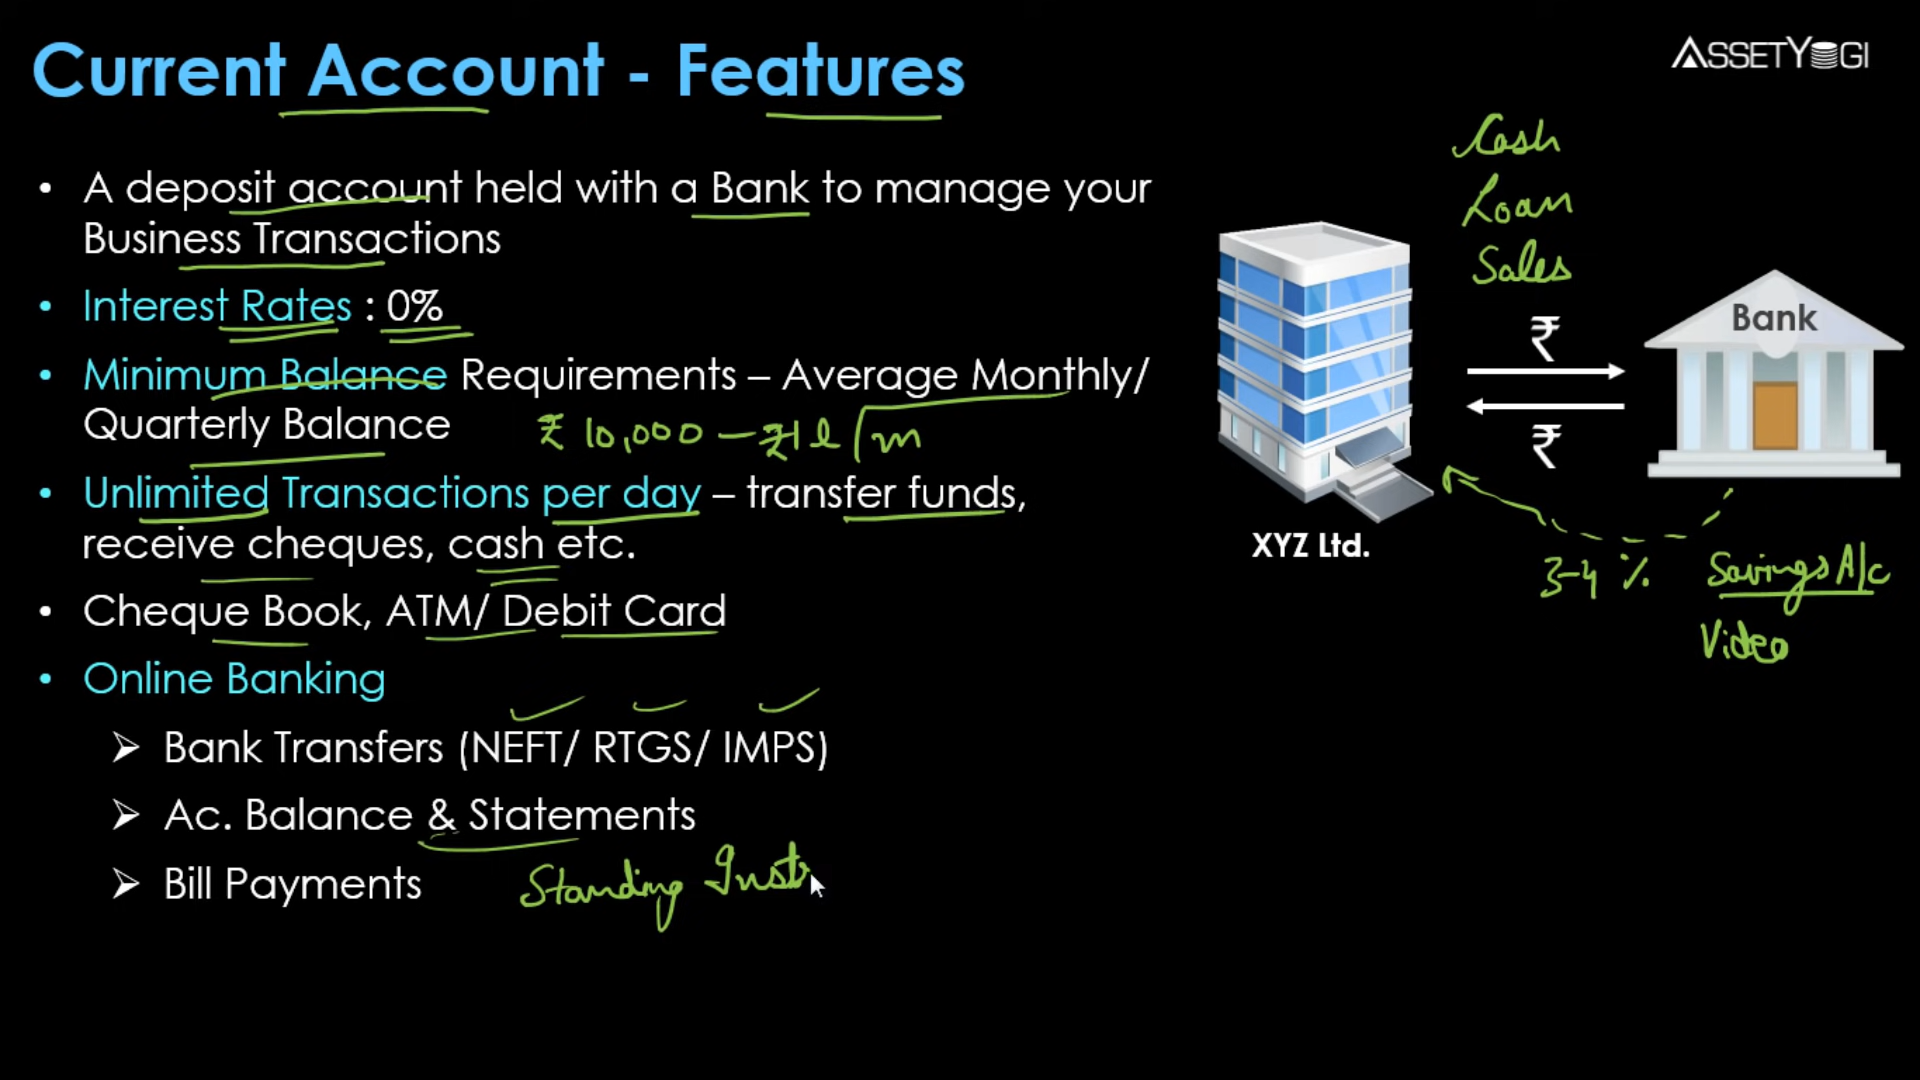 Current Account - Features
ASSETYOGI
• A deposit account held with a Bank to manage your
Business Transactions
• Interest Rates : 0%
• Minimum Balance Requirements – Average Monthly/
Quarterly Balance
₹ 10,000 — ₹1 l / m
• Unlimited Transactions per day – transfer funds,
receive cheques, cash etc.
• Cheque Book, ATM/ Debit Card
• Online Banking
➢ Bank Transfers (NEFT/ RTGS/ IMPS)
➢ Ac. Balance & Statements
➢ Bill Payments
Standing Instr
Cash
Loan
Sales
₹
₹
Bank
XYZ Ltd.
3-4 %
Savings A/c
Video